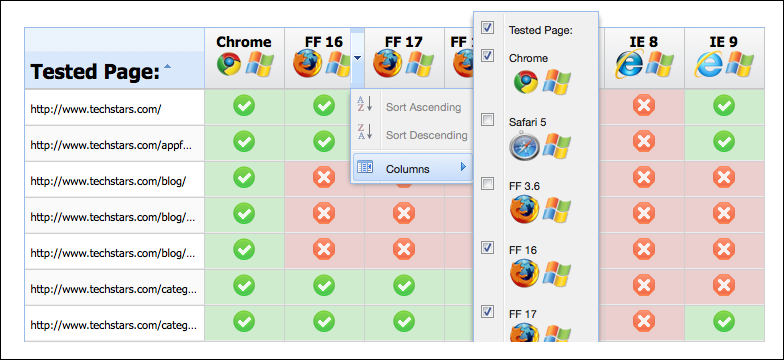 Chrome FF 16 FF 17 FF IE 8 IE 9
Tested Page:
http://www.techstars.com/
http://www.techstars.com/appf...
http://www.techstars.com/blog/
http://www.techstars.com/blog/...
http://www.techstars.com/blog/...
http://www.techstars.com/categ...
http://www.techstars.com/categ...
Sort Ascending
Sort Descending
Columns
Tested Page:
Chrome
Safari 5
FF 3.6
FF 16
FF 17